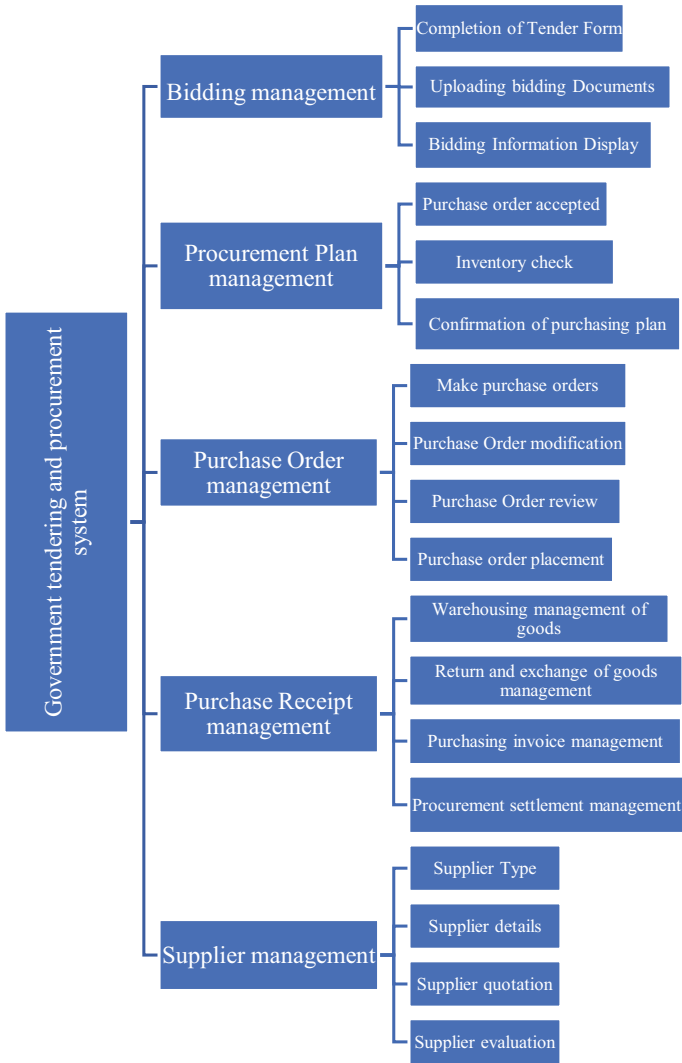 Government tendering and procurement
system
Bidding management
Completion of Tender Form
Uploading bidding Documents
Bidding Information Display
Procurement Plan
management
Purchase order accepted
Inventory check
Confirmation of purchasing plan
Purchase Order
management
Make purchase orders
Purchase Order modification
Purchase Order review
Purchase order placement
Purchase Receipt
management
Warehousing management of
goods
Return and exchange of goods
management
Purchasing invoice management
Procurement settlement management
Supplier management
Supplier Type
Supplier details
Supplier quotation
Supplier evaluation